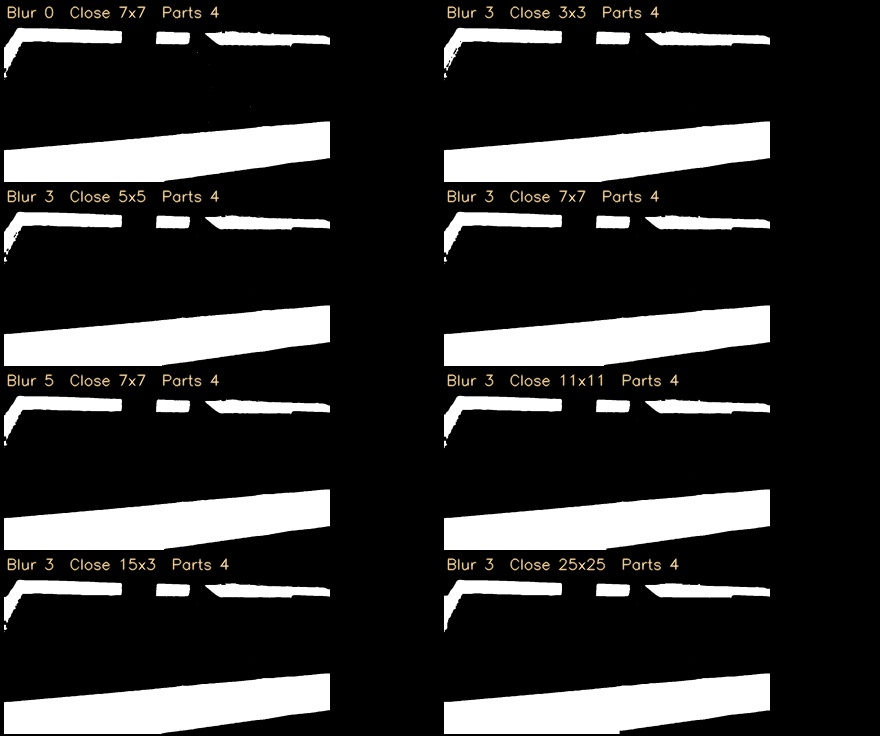 Blur 0 Close 7x7 Parts 4
Blur 3 Close 3x3 Parts 4
Blur 3 Close 5x5 Parts 4
Blur 3 Close 7x7 Parts 4
Blur 5 Close 7x7 Parts 4
Blur 3 Close 11x11 Parts 4
Blur 3 Close 15x3 Parts 4
Blur 3 Close 25x25 Parts 4